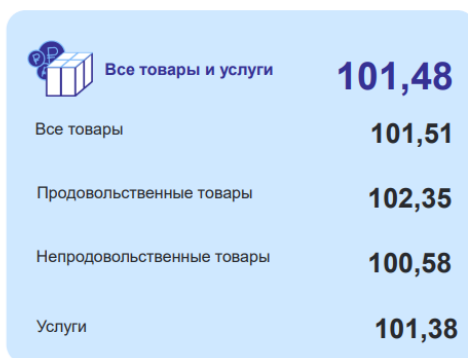 Все товары и услуги 101,48
Все товары 101,51
Продовольственные товары 102,35
Непродовольственные товары 100,58
Услуги 101,38